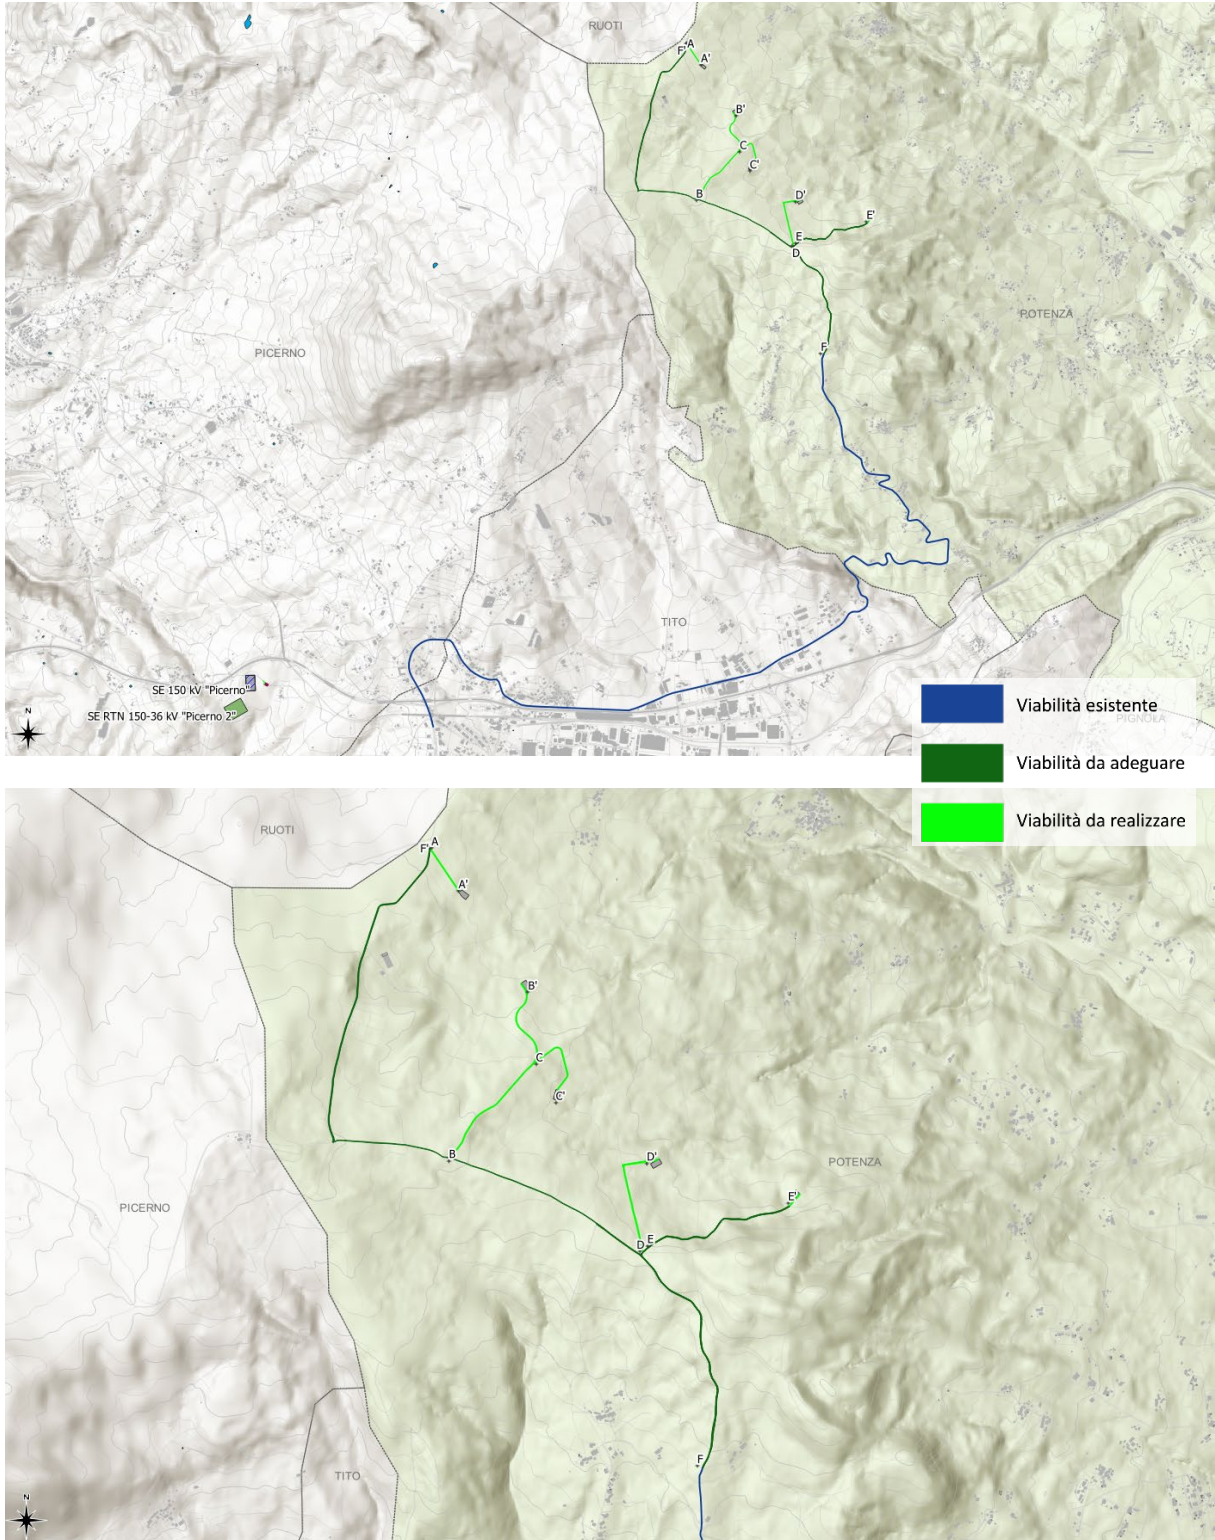 RUOTI
A
F'
A'
B'
C
C'
B
D'
E'
E
D
POTENZA
F
PICERNO
TITO
SE 150 kV "Picerno"
SE RTN 150-36 kV "Picerno 2"
N
Viabilità esistente
PIGNOLA
Viabilità da adeguare
Viabilità da realizzare
RUOTI
A
F'
A'
B'
C
C'
B
D'
POTENZA
E'
PICERNO
D
E
F
TITO
N